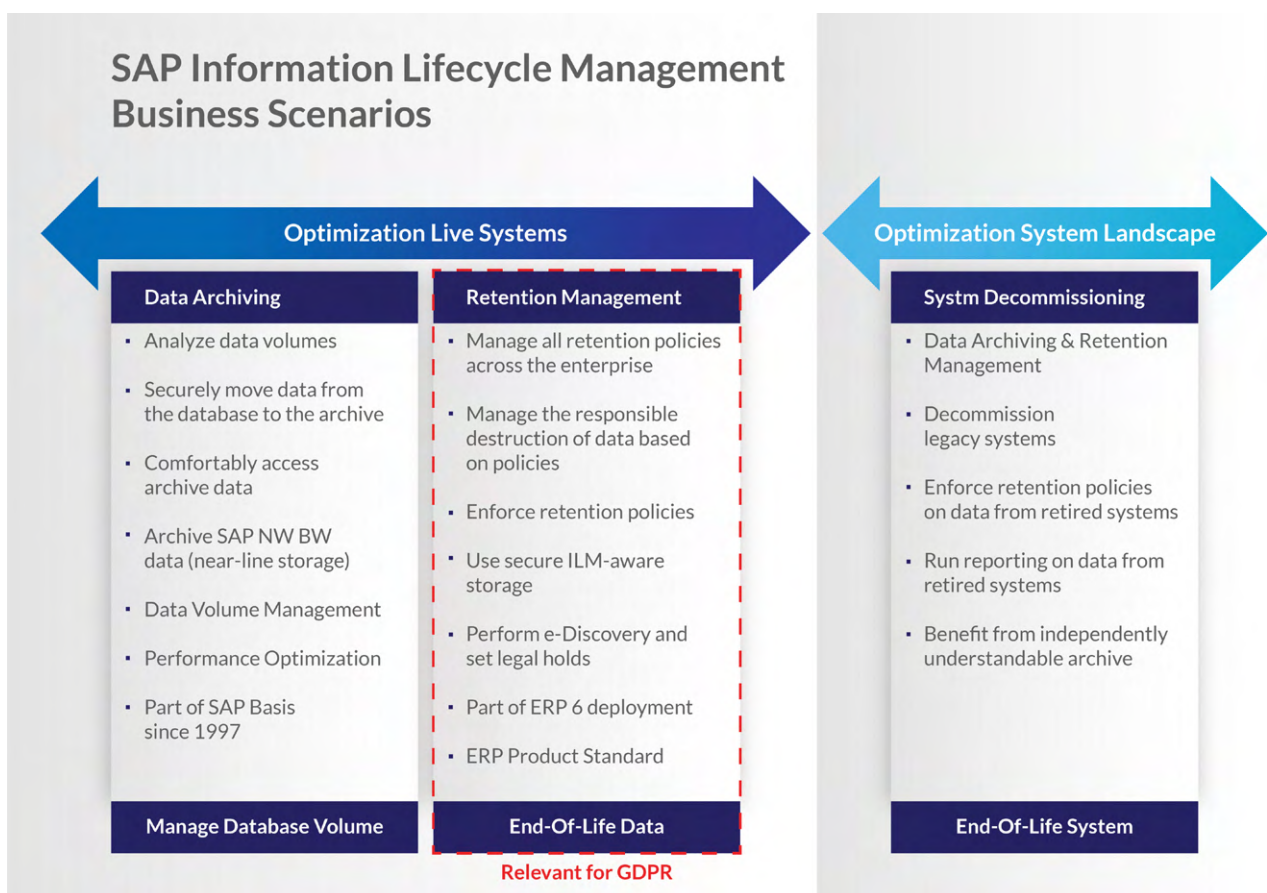 SAP Information Lifecycle Management
Business Scenarios
Optimization Live Systems
Optimization System Landscape
Data Archiving
▪ Analyze data volumes
▪ Securely move data from
the database to the archive
▪ Comfortably access
archive data
▪ Archive SAP NW BW
data (near-line storage)
▪ Data Volume Management
▪ Performance Optimization
▪ Part of SAP Basis
since 1997
Manage Database Volume
Retention Management
▪ Manage all retention policies
across the enterprise
▪ Manage the responsible
destruction of data based
on policies
▪ Enforce retention policies
▪ Use secure ILM-aware
storage
▪ Perform e-Discovery and
set legal holds
▪ Part of ERP 6 deployment
▪ ERP Product Standard
End-Of-Life Data
Relevant for GDPR
Systm Decommissioning
▪ Data Archiving & Retention
Management
▪ Decommission
legacy systems
▪ Enforce retention policies
on data from retired systems
▪ Run reporting on data from
retired systems
▪ Benefit from independently
understandable archive
End-Of-Life System